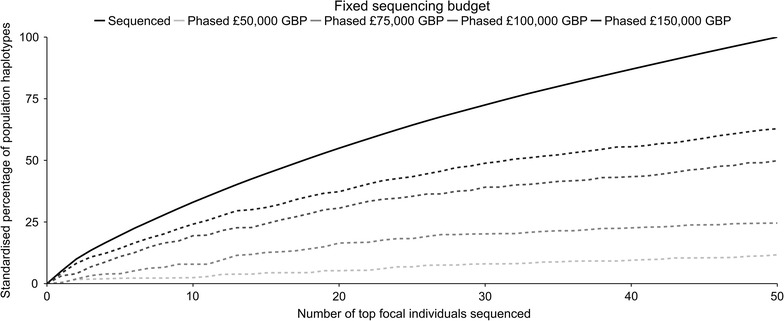 Fixed sequencing budget
Sequenced Phased £50,000 GBP Phased £75,000 GBP Phased £100,000 GBP Phased £150,000 GBP
Standardised percentage of population haplotypes
100
75
50
25
0
0 10 20 30 40 50
Number of top focal individuals sequenced